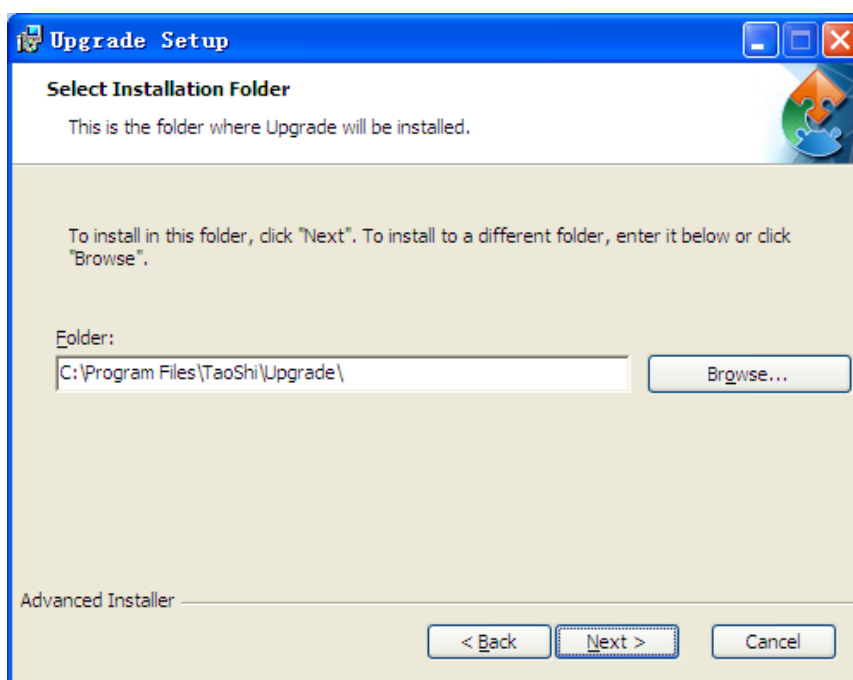 Upgrade Setup
Select Installation Folder
This is the folder where Upgrade will be installed.
To install in this folder, click "Next". To install to a different folder, enter it below or click
"Browse".
Folder:
C:\Program Files\TaoShi\Upgrade\
Browse...
Advanced Installer
< Back
Next >
Cancel